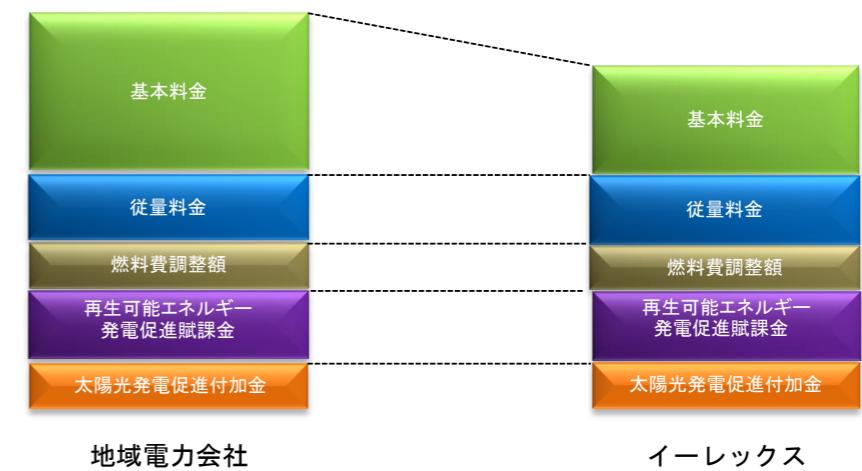 基本料金
従量料金
燃料費調整額
再生可能エネルギー
発電促進賦課金
太陽光発電促進付加金
地域電力会社
基本料金
従量料金
燃料費調整額
再生可能エネルギー
発電促進賦課金
太陽光発電促進付加金
イーレックス